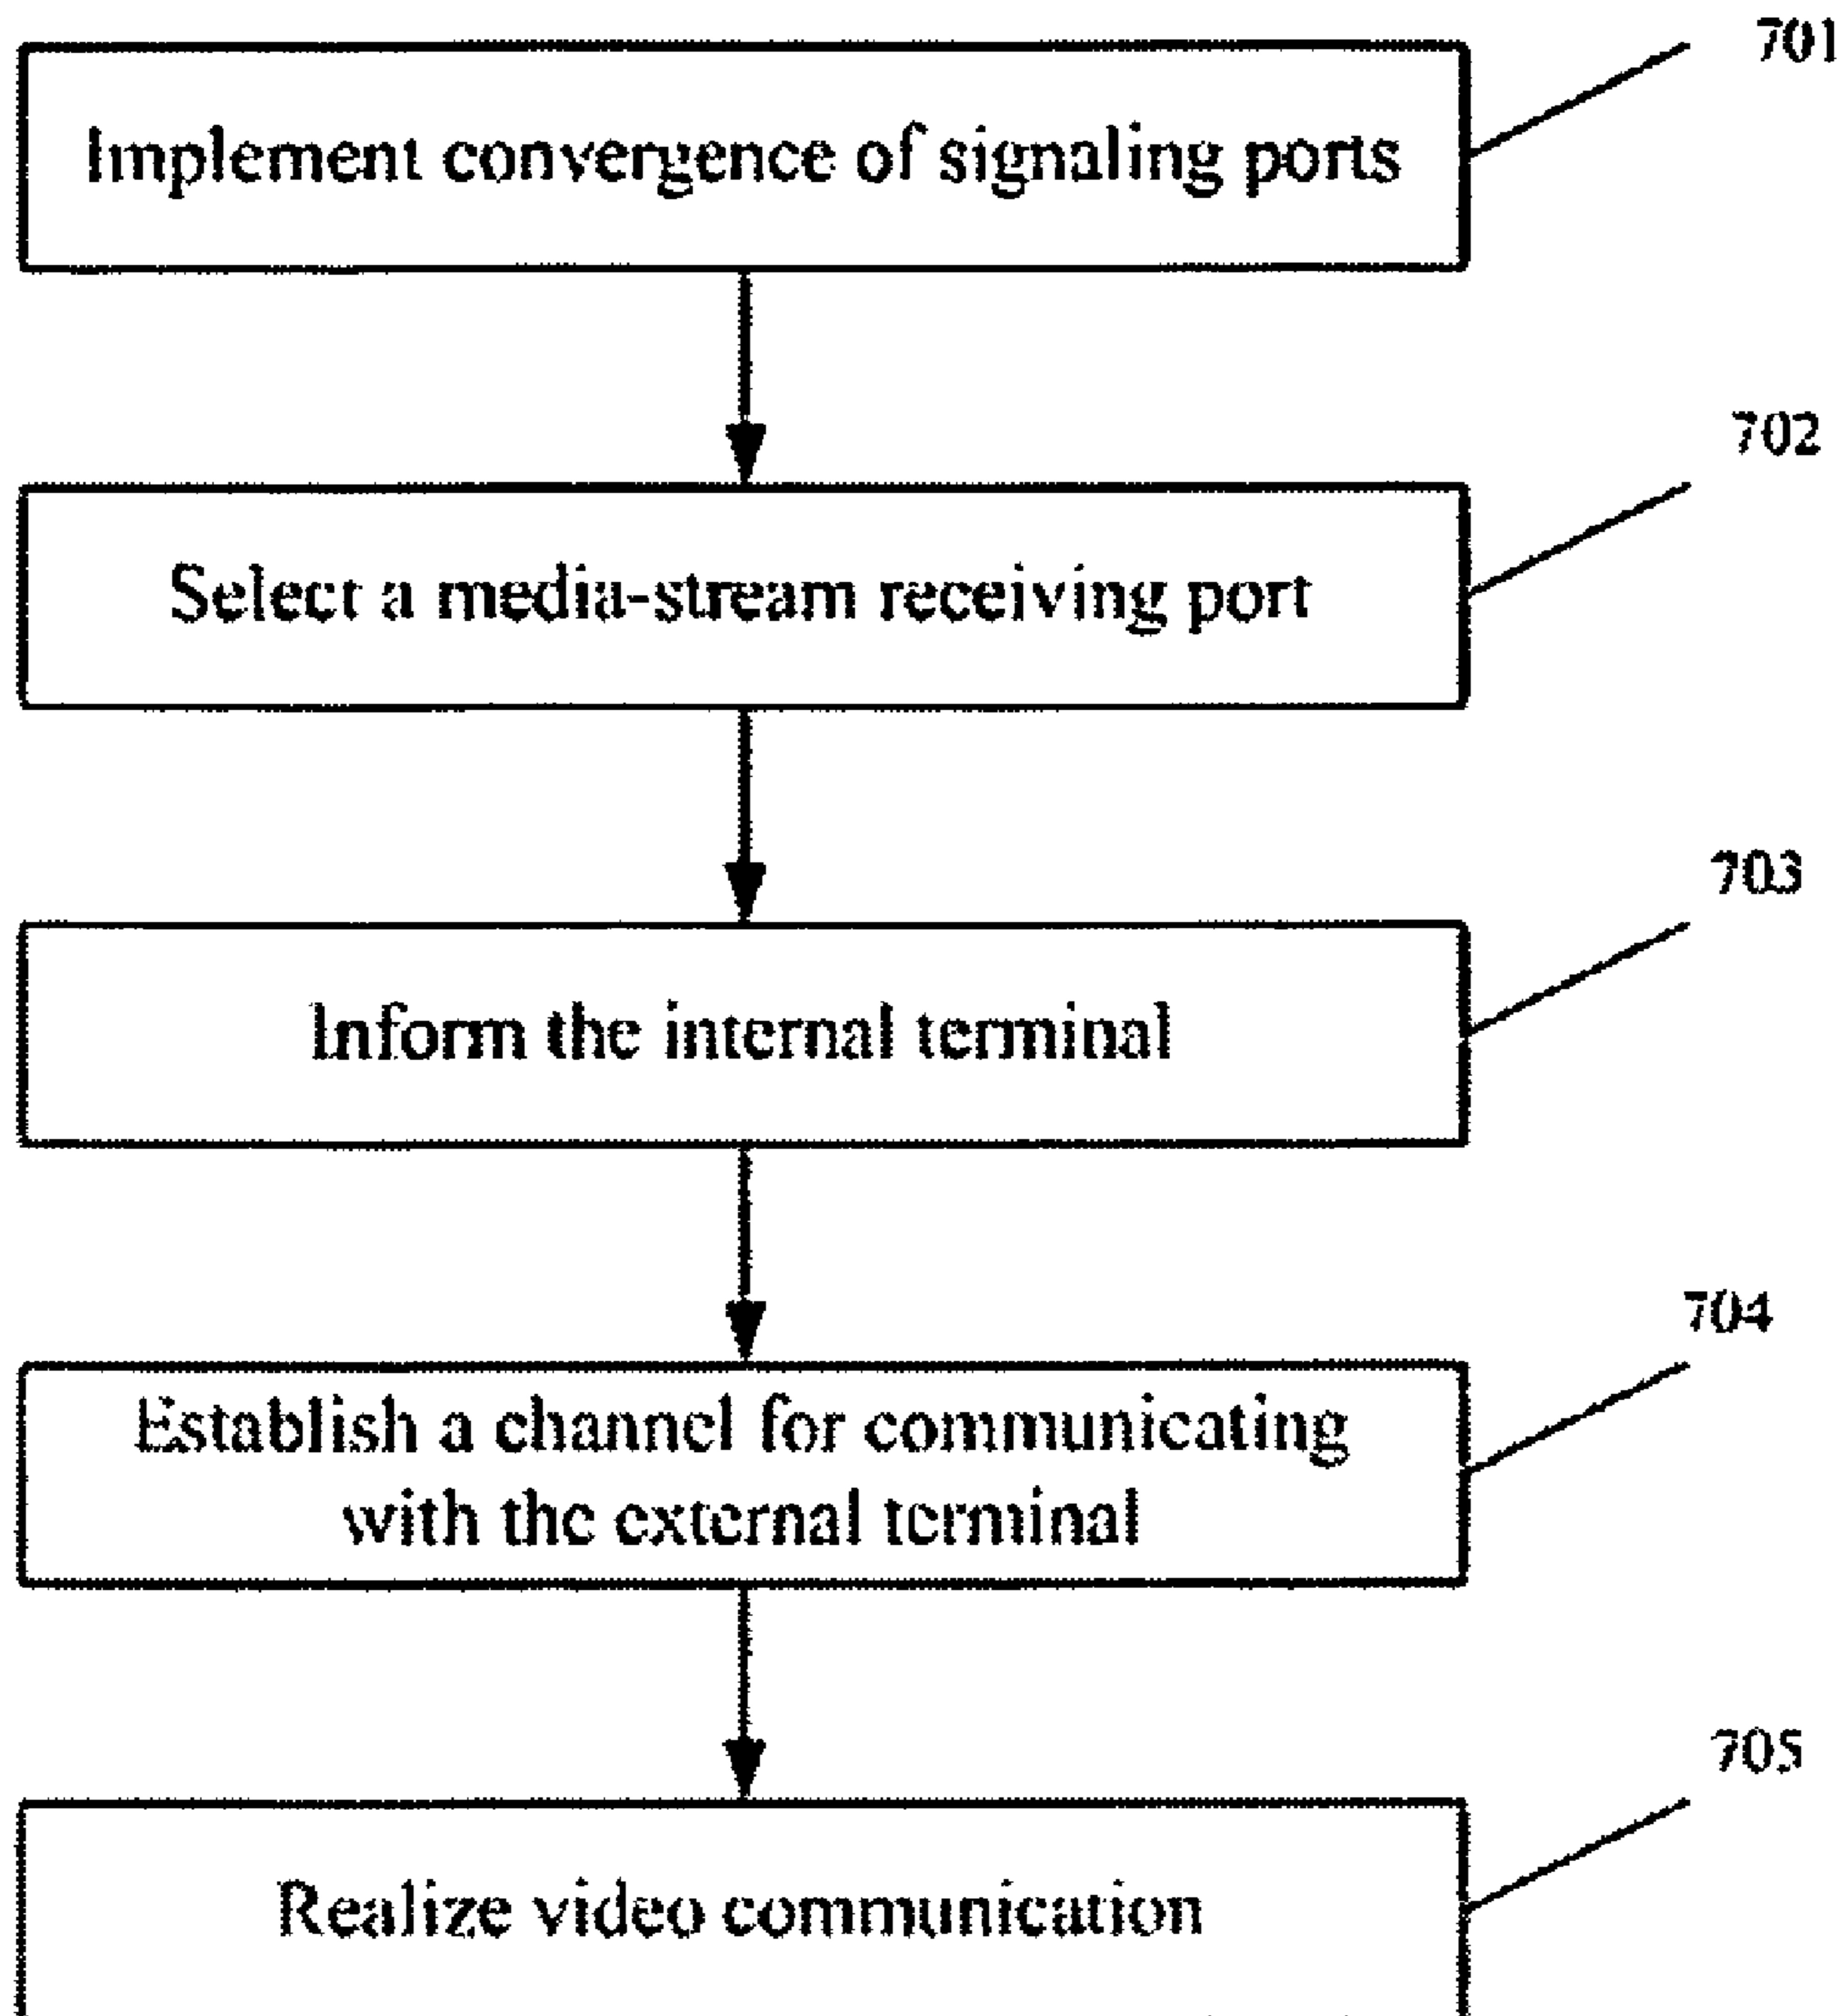 701
Implement convergence of signaling ports
702
Select a media-stream receiving port
703
Inform the internal terminal
704
Establish a channel for communicating
with the external terminal
705
Realize video communication